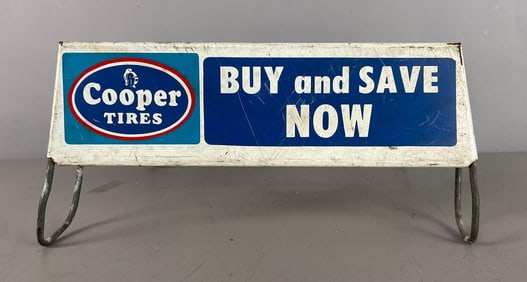 Cooper
TIRES
BUY and SAVE
NOW